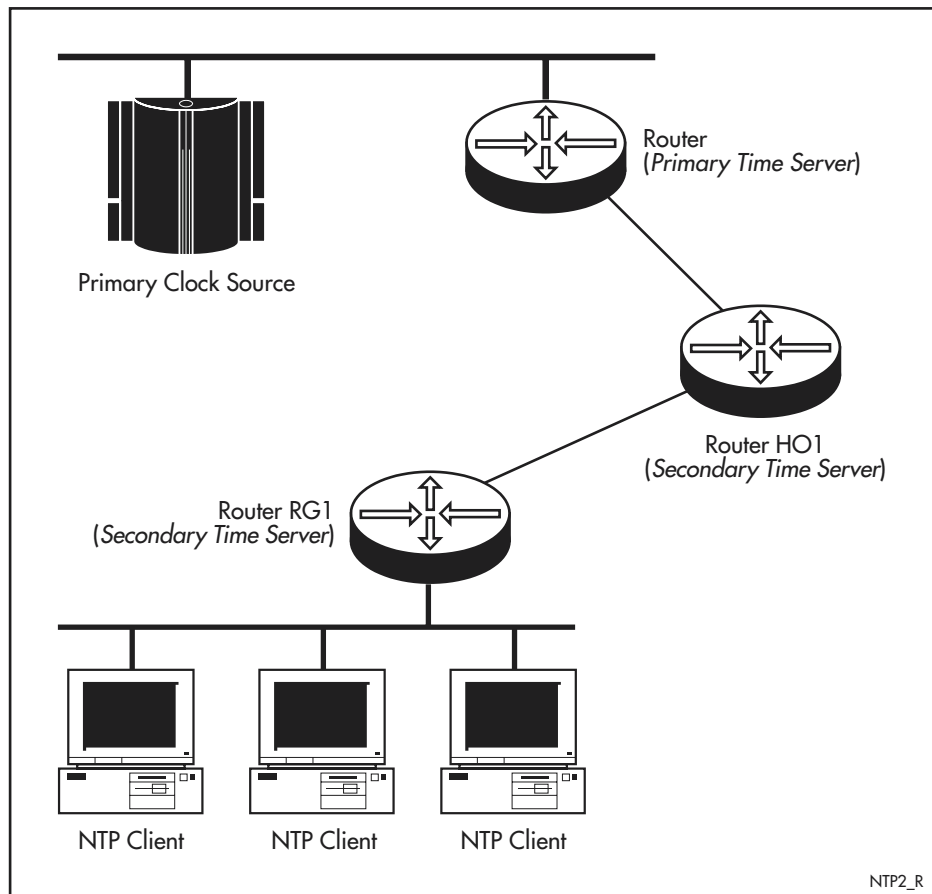 Router
(Primary Time Server)
Primary Clock Source
Router HO1
(Secondary Time Server)
Router RG1
(Secondary Time Server)
NTP Client
NTP Client
NTP Client
NTP2_R